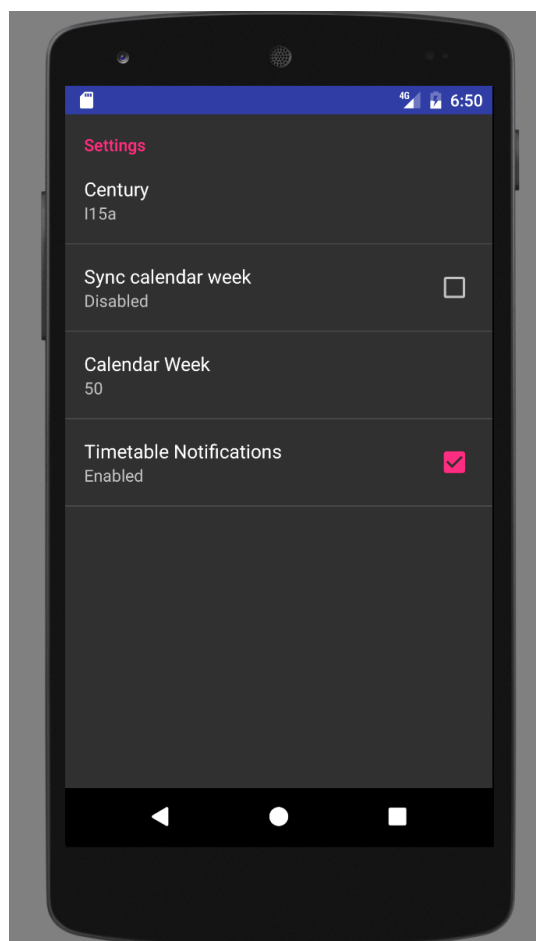 4G 6:50
Settings
Century
I15a
Sync calendar week
Disabled
Calendar Week
50
Timetable Notifications
Enabled